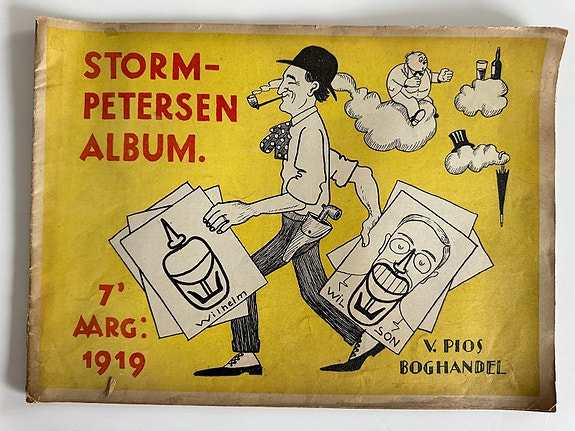 STORM-
PETERSEN
ALBUM.
Wilhelm
WIL
SON
7'
AARG:
1919
V. PIOS
BOGHANDEL